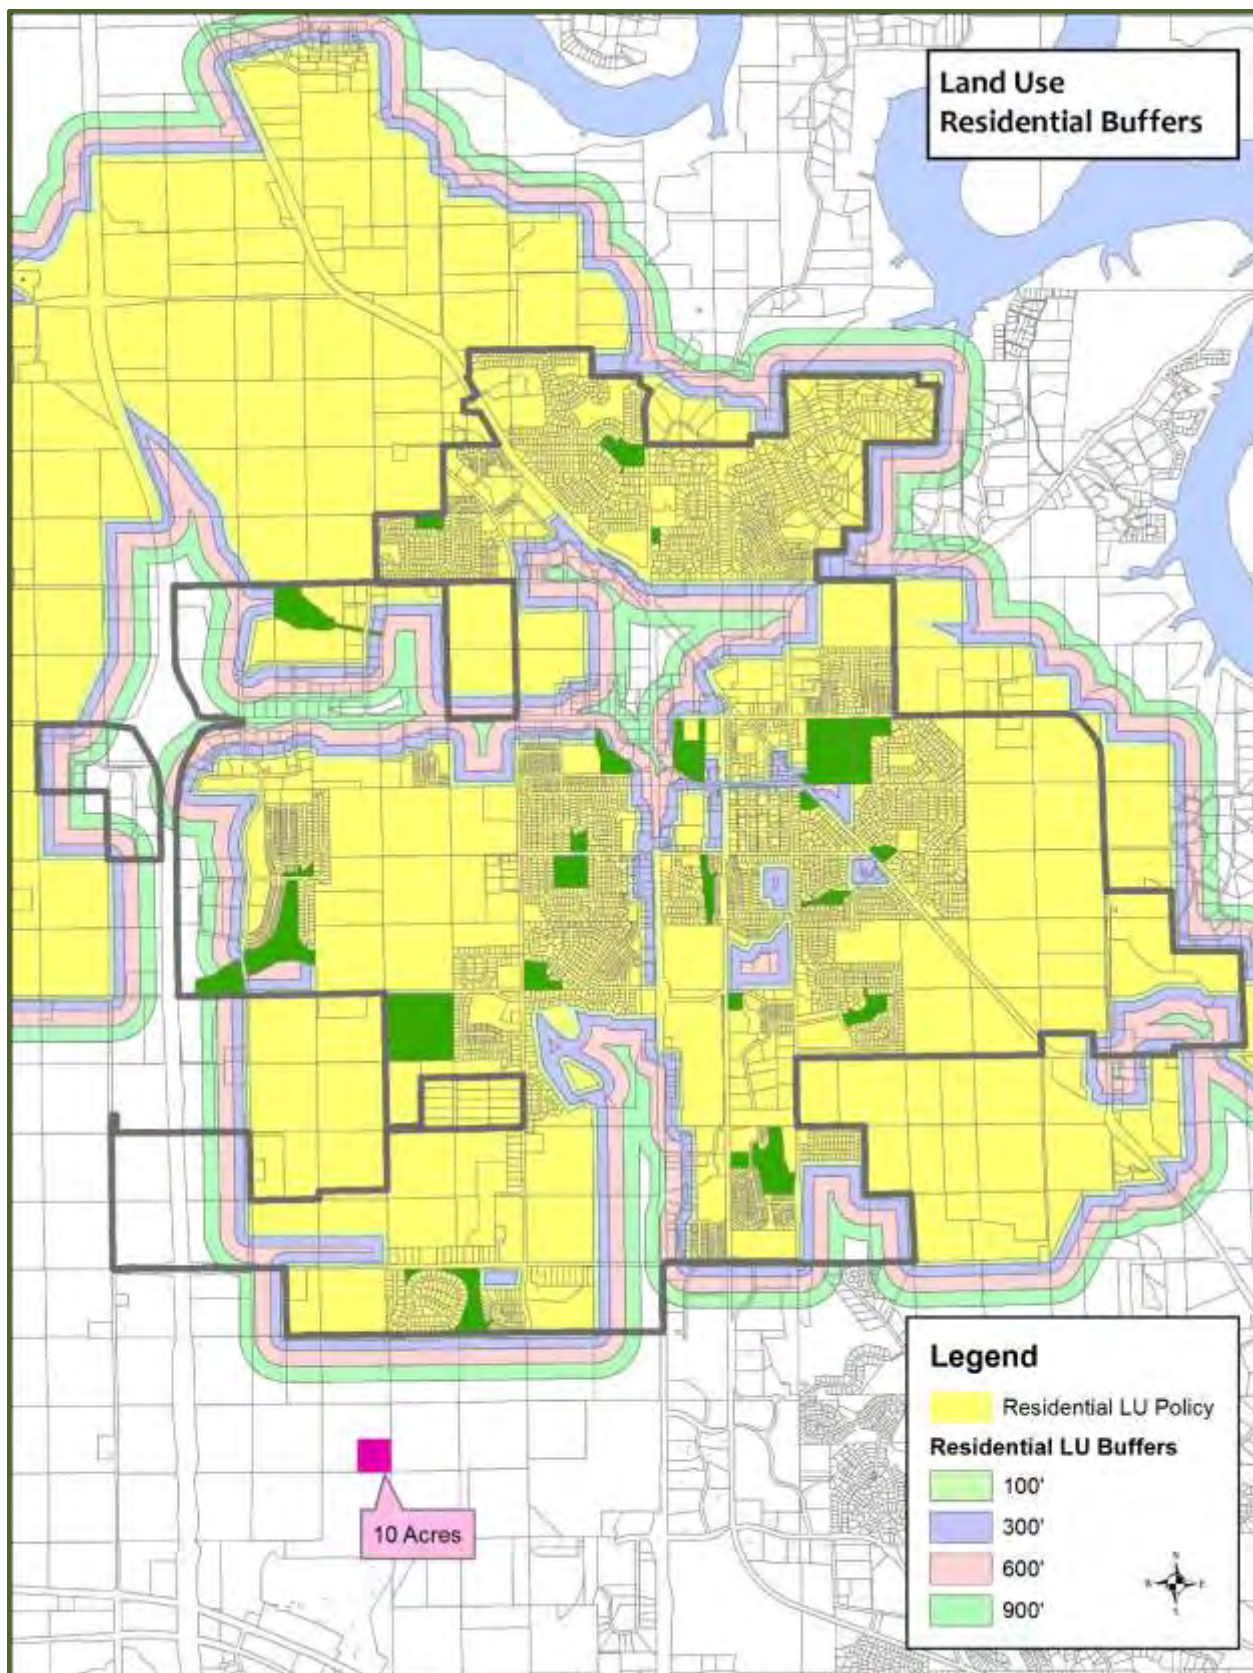 Land Use
Residential Buffers
10 Acres
Legend
Residential LU Policy
Residential LU Buffers
100'
300'
600'
900'
N